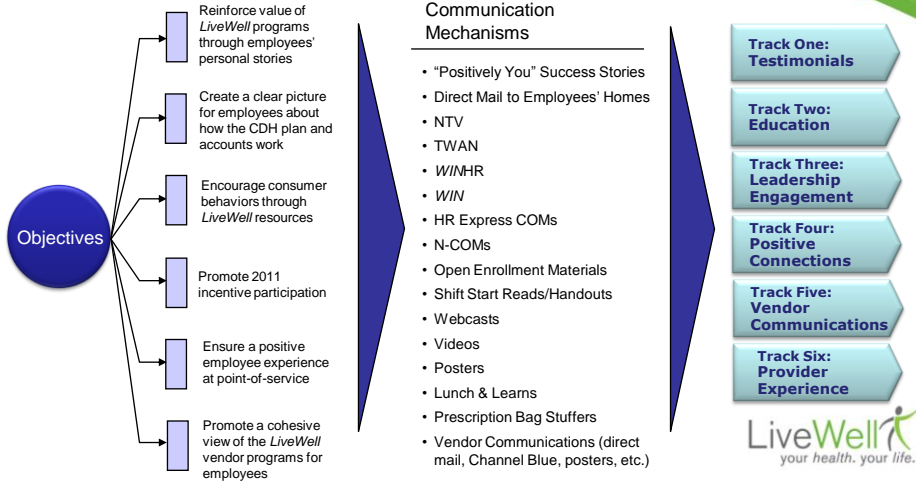 Objectives
Reinforce value of
LiveWell programs
through employees'
personal stories
Create a clear picture
for employees about
how the CDH plan and
accounts work
Encourage consumer
behaviors through
LiveWell resources
Promote 2011
incentive participation
Ensure a positive
employee experience
at point-of-service
Promote a cohesive
view of the LiveWell
vendor programs for
employees
Communication
Mechanisms
• “Positively You” Success Stories
• Direct Mail to Employees' Homes
• NTV
• TWAN
• WINHR
• WIN
• HR Express COMs
• N-COMs
• Open Enrollment Materials
• Shift Start Reads/Handouts
• Webcasts
• Videos
• Posters
• Lunch & Learns
• Prescription Bag Stuffers
• Vendor Communications (direct
mail, Channel Blue, posters, etc.)
Track One:
Testimonials
Track Two:
Education
Track Three:
Leadership
Engagement
Track Four:
Positive
Connections
Track Five:
Vendor
Communications
Track Six:
Provider
Experience
LiveWell
your health. your life.